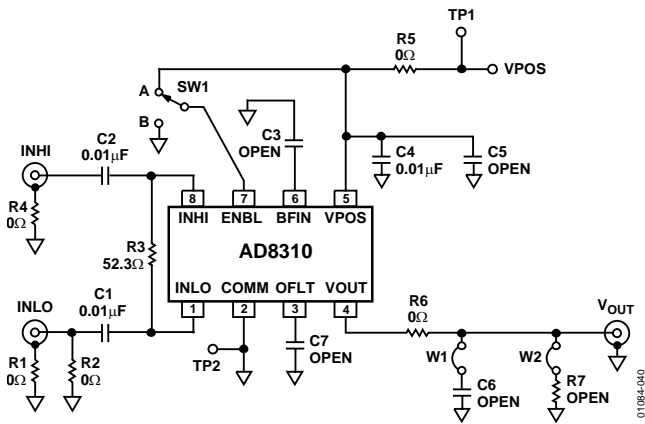 TP1
R5
0Ω
VPOS
A
SW1
B
C3
OPEN
C4
0.01μF
C5
OPEN
INHI
C2
0.01μF
R4
0Ω
R3
52.3Ω
8
7
6
5
INHI
ENBL
BFIN
VPOS
AD8310
INLO
COMM
OFLT
VOUT
1
2
3
4
INLO
C1
0.01μF
R1
0Ω
R2
0Ω
TP2
C7
OPEN
R6
0Ω
VOUT
W1
C6
OPEN
W2
R7
OPEN
01084-040